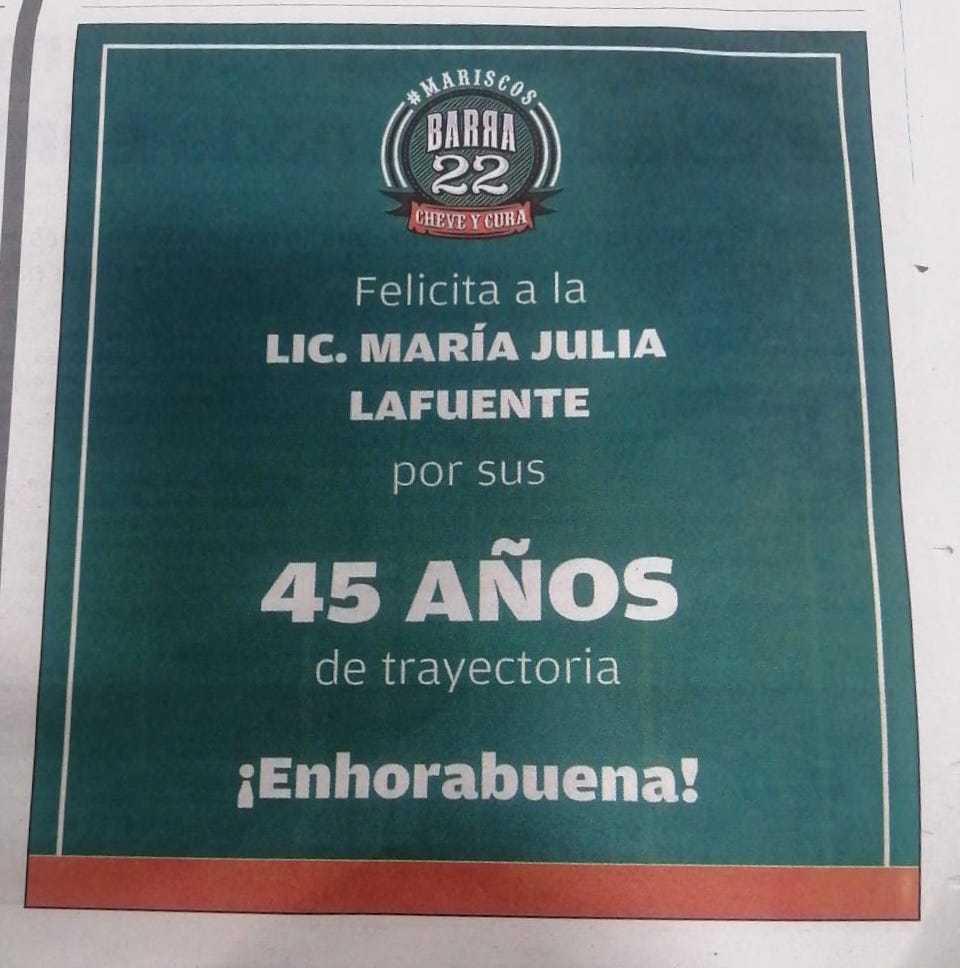 #MARISCOS
BARRA
22
CHEVE Y CURA
Felicita a la
LIC. MARÍA JULIA
LAFUENTE
por sus
45 AÑOS
de trayectoria
¡Enhorabuena!